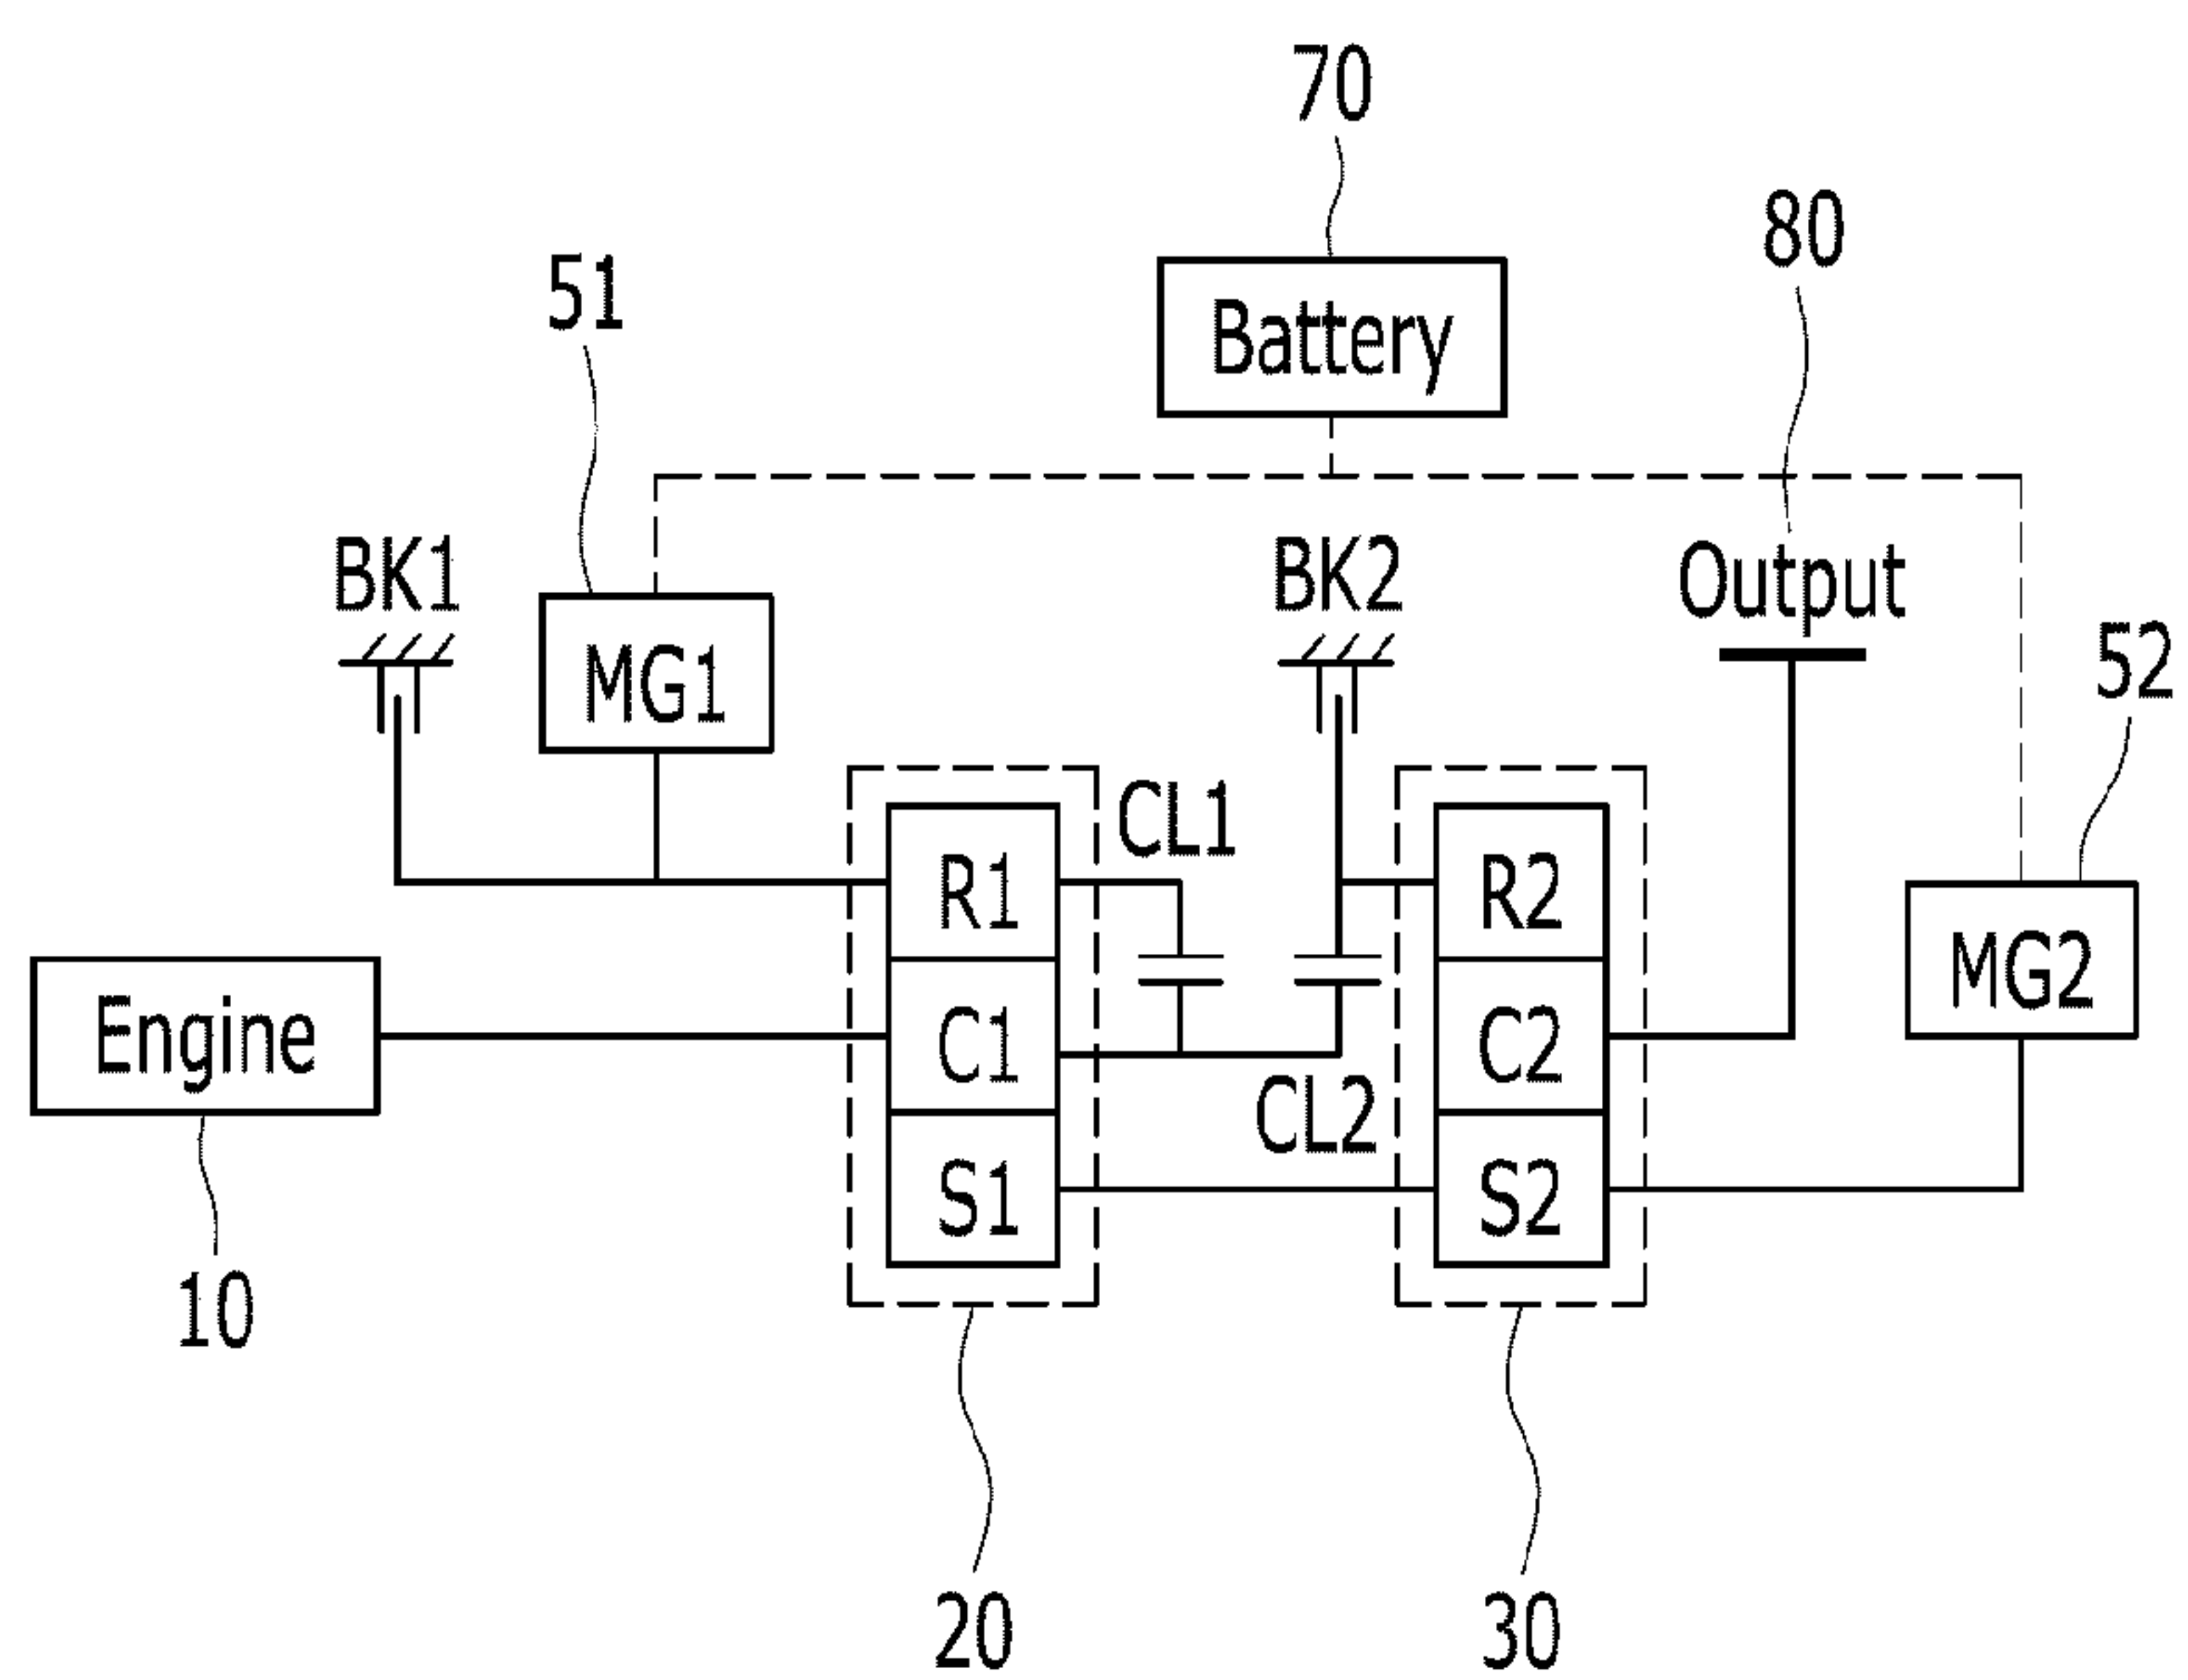 70
80
51
Battery
BK1
BK2
Output
52
MG1
CL1
R1
R2
MG2
Engine
C1
C2
CL2
S1
S2
10
20
30